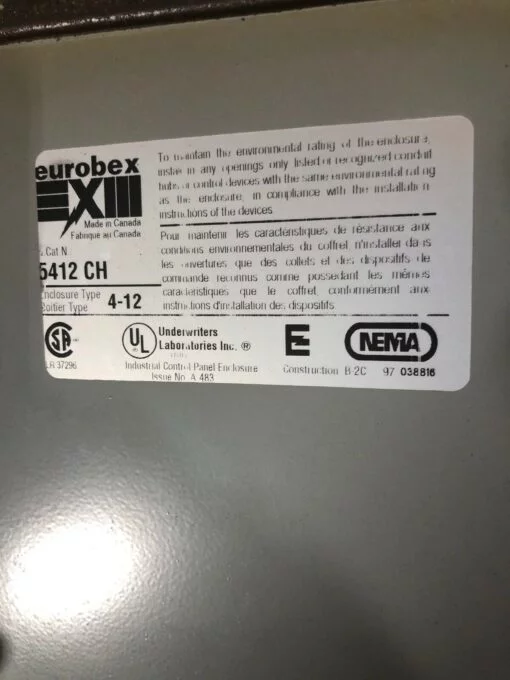 eurobex
EXIII
Made in Canada
Fabriqué au Canada
Cat N
5412 CH
Enclosure Type
Boitier Type
4-12
To maintain the environmental rating of the enclosure,
install in any openings only listed or recognized conduit
hubs or control devices with the same environmental rating
as the enclosure, in compliance with the installation
instructions of the devices
Pour maintenir les caractéristiques de résistance aux
conditions environnementales du coffret n'installer dans
les ouvertures que des collets et des dispositifs de
commande reconnus comme possedant les mêmes
caractéristiques que le coffret, conformément aux
instructions d'installation des dispositifs
SA
LR 37296
UL
Underwriters
Laboratories Inc. ®
Industrial Control Panel Enclosure
Issue No. A 483
E
Construction B 2C
NEMA
97 038816